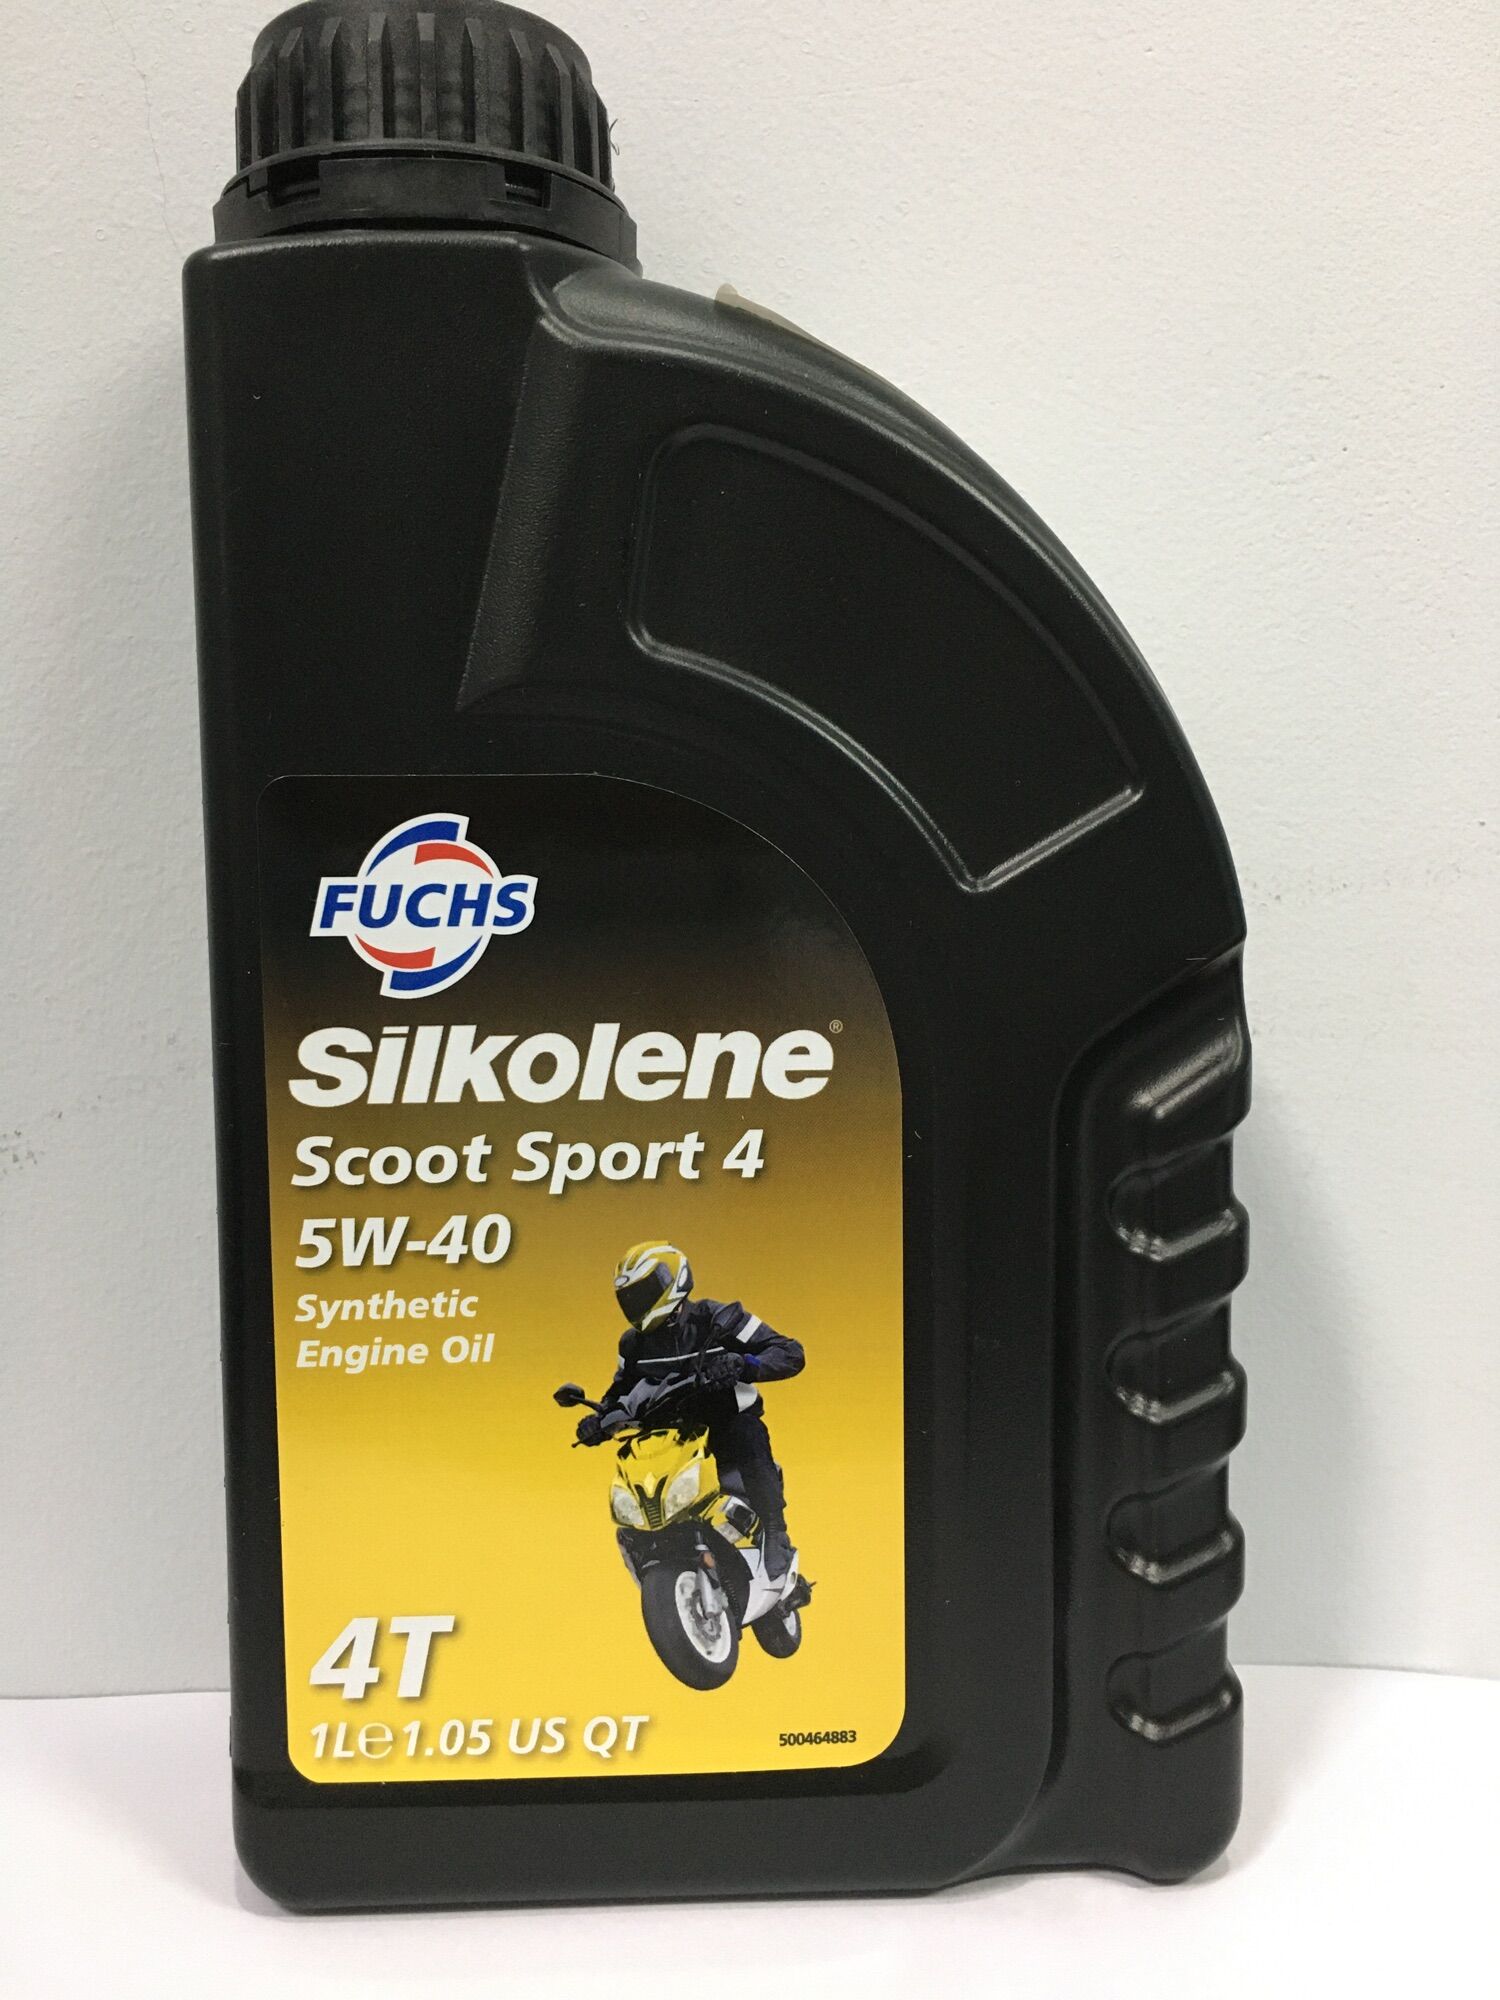 FUCHS
Silkolene®
Scoot Sport 4
5W-40
Synthetic
Engine Oil
4T
1L℮1.05 US QT
500464883